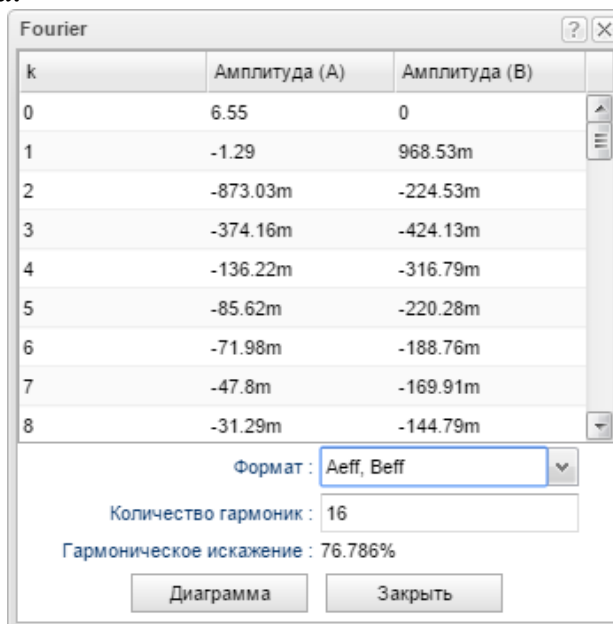 Fourier
k Амплитуда (A) Амплитуда (B)
0 6.55 0
1 -1.29 968.53m
2 -873.03m -224.53m
3 -374.16m -424.13m
4 -136.22m -316.79m
5 -85.62m -220.28m
6 -71.98m -188.76m
7 -47.8m -169.91m
8 -31.29m -144.79m
Формат : Aeff, Beff
Количество гармоник : 16
Гармоническое искажение : 76.786%
Диаграмма Закрыть